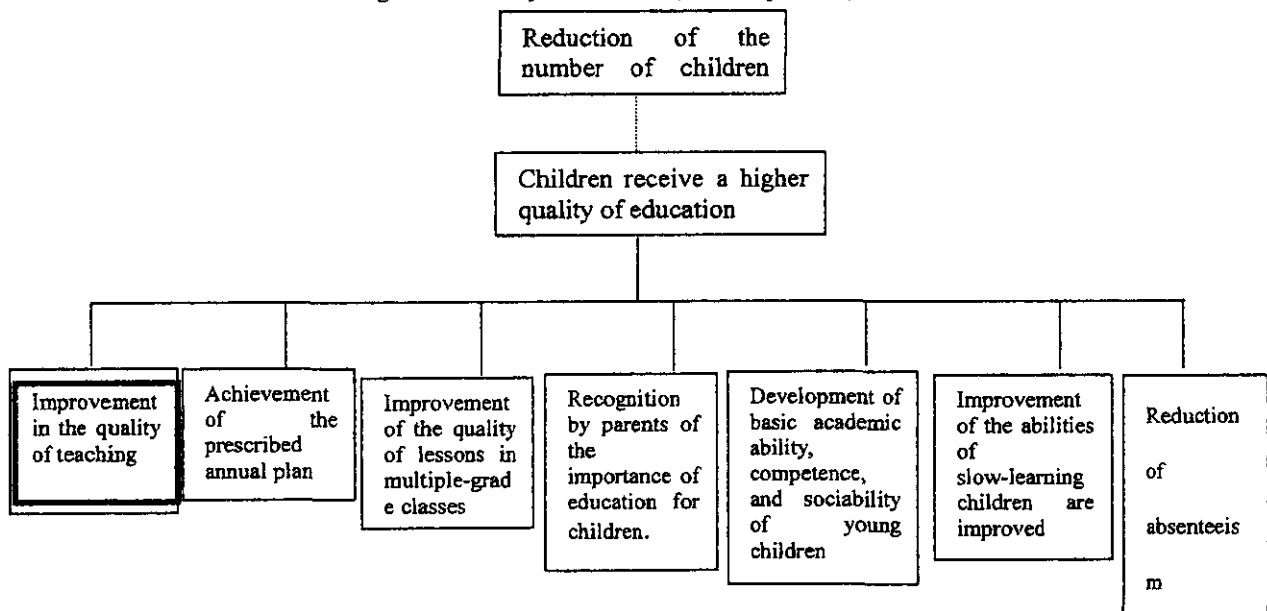 Reduction of the
number of children
Children receive a higher
quality of education
Improvement
in the quality
of teaching
Achievement
of the
prescribed
annual plan
Improvement
of the quality
of lessons in
multiple-grad
e classes
Recognition
by parents of
the
importance of
education for
children.
Development of
basic academic
ability,
competence,
and sociability
of young
children
Improvement
of the abilities
of
slow-learning
children are
improved
Reduction
of
absenteeis
m